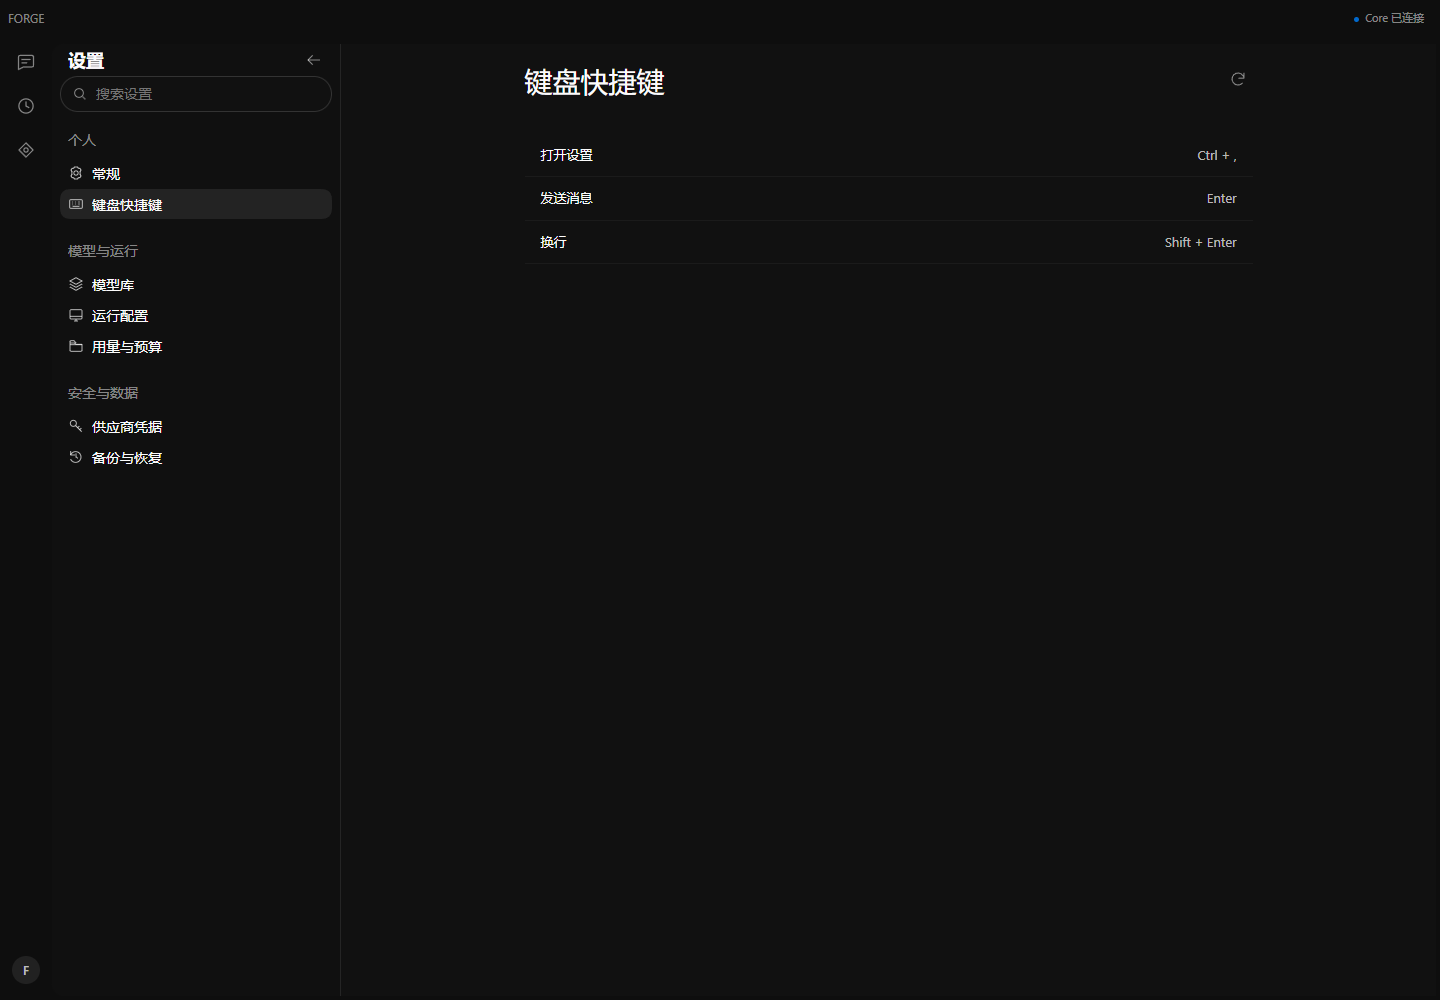 FORGE
Core 已连接
设置
搜索设置
个人
常规
键盘快捷键
模型与运行
模型库
运行配置
用量与预算
安全与数据
供应商凭据
备份与恢复
键盘快捷键
打开设置 Ctrl + ,
发送消息 Enter
换行 Shift + Enter
F